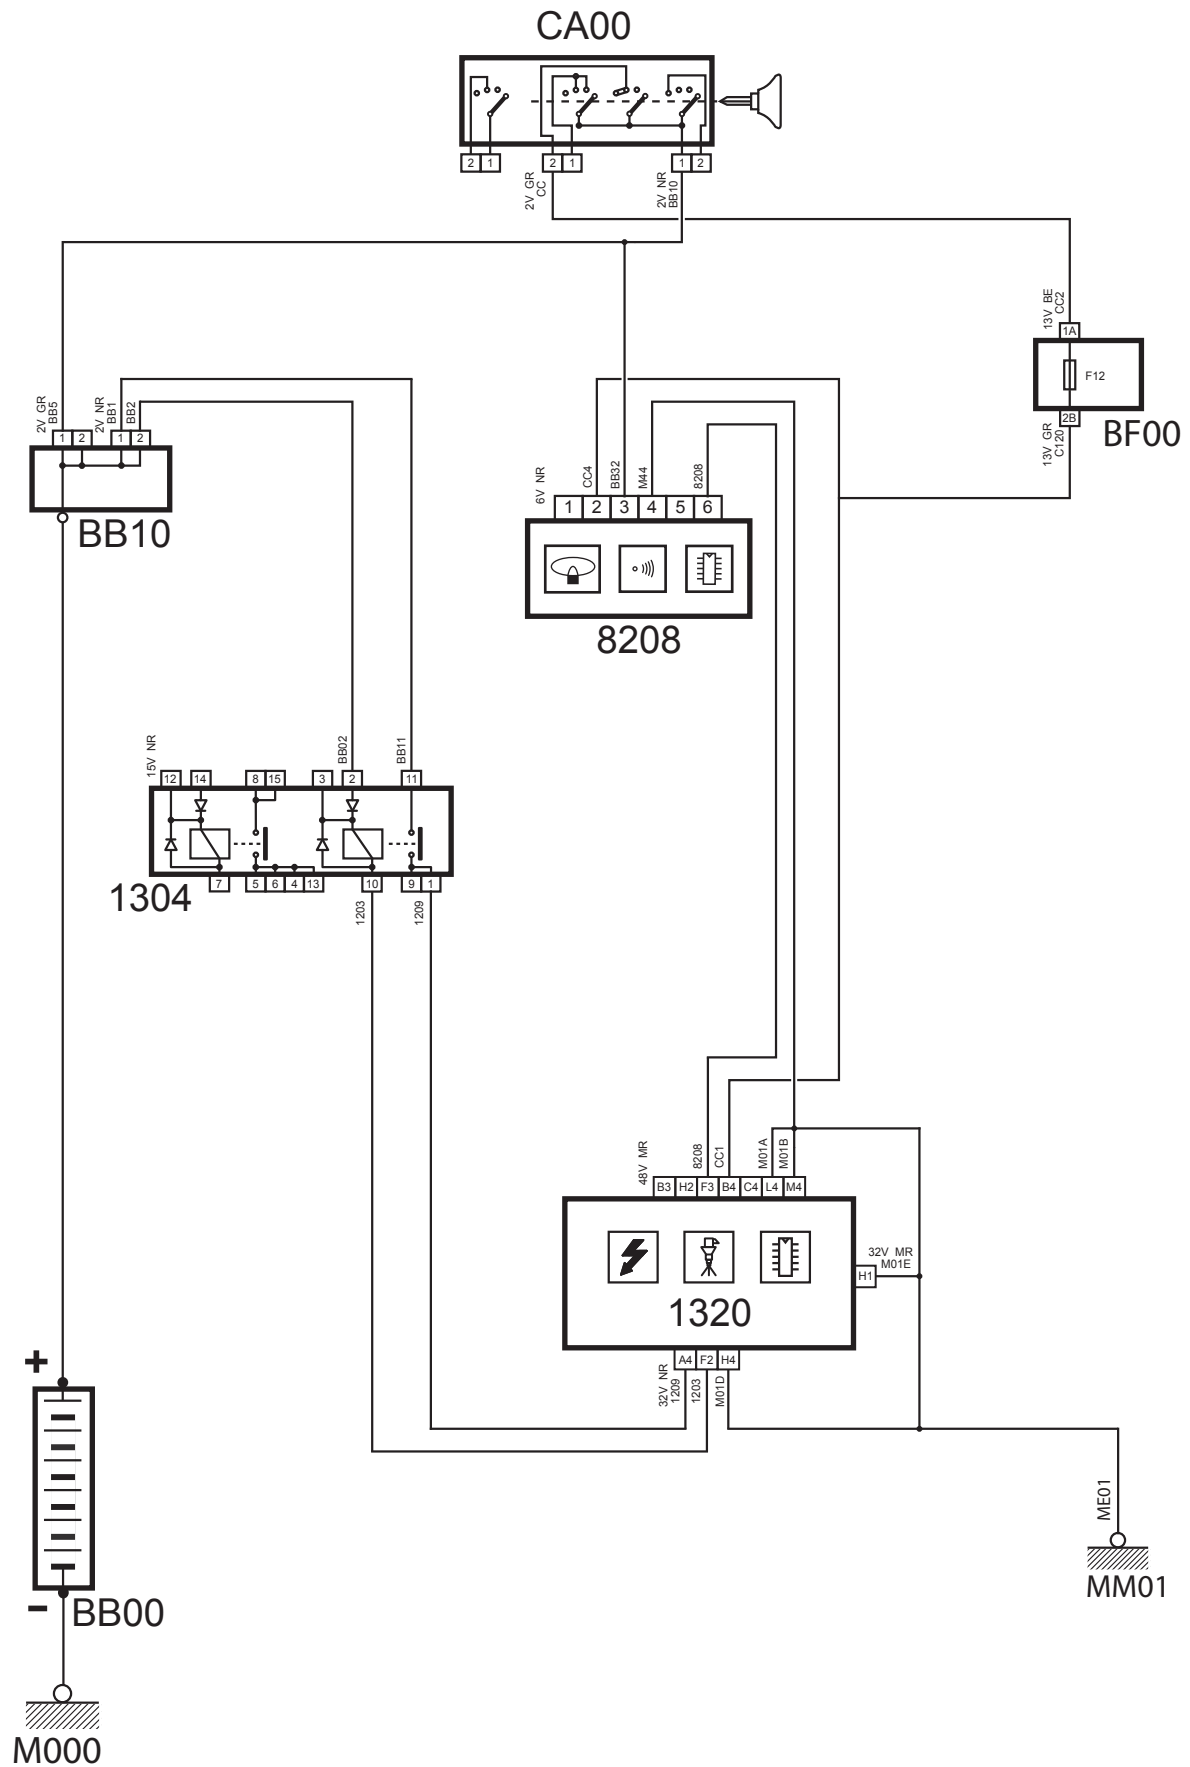 CA00
2 1 2 1 1 2
2V GR
CC
2V NR
BB10
13V BE
CC2
1A
F12
2B
BF00
13V GR
C120
2V GR
BB5
2V NR
BB1
BB2
1 2 1 2
BB10
6V NR
CC4
BB32
M44
8208
1 2 3 4 5 6
8208
15V NR
BB02
BB11
12 14 8 15 3 2 11
7 5 6 4 13 10 9 1
1304
1203
1209
48V MR
8208
CC1
M01A
M01B
B3 H2 F3 B4 C4 L4 M4
32V MR
M01E
H1
1320
A4 F2 H4
32V NR
1209
1203
M01D
+
-
BB00
M000
ME01
MM01